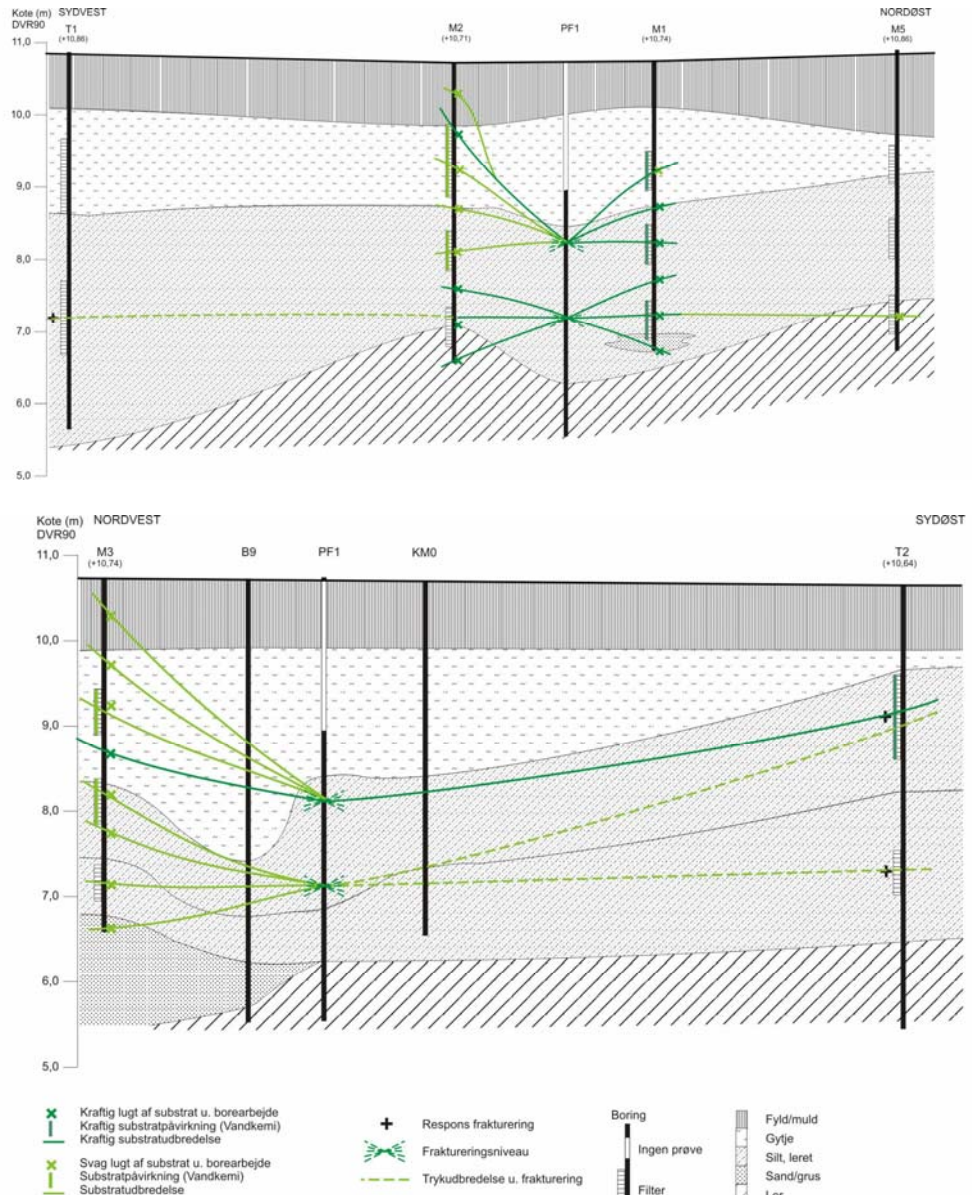 Kote (m) SYDVEST NORDØST
DVR90 T1 M2 PF1 M1 M5
(+10,86) (+10,71) (+10,74) (+10,86)
11,0
10,0
9,0
8,0
7,0
6,0
5,0
Kote (m) NORDVEST SYDØST
DVR90
M3 B9 PF1 KM0 T2
11,0 (+10,74) (+10,64)
10,0
9,0
8,0
7,0
6,0
5,0
Kraftig lugt af substrat u. borearbejde
Kraftig substratpåvirkning (Vandkemi)
Kraftig substratudbredelse
Svag lugt af substrat u. borearbejde
Substratpåvirkning (Vandkemi)
Substratudbredelse
Respons frakturering
Fraktureringsniveau
Trykudbredelse u. frakturering
Boring
Ingen prøve
Filter
Fyld/muld
Gytje
Silt, leret
Sand/grus